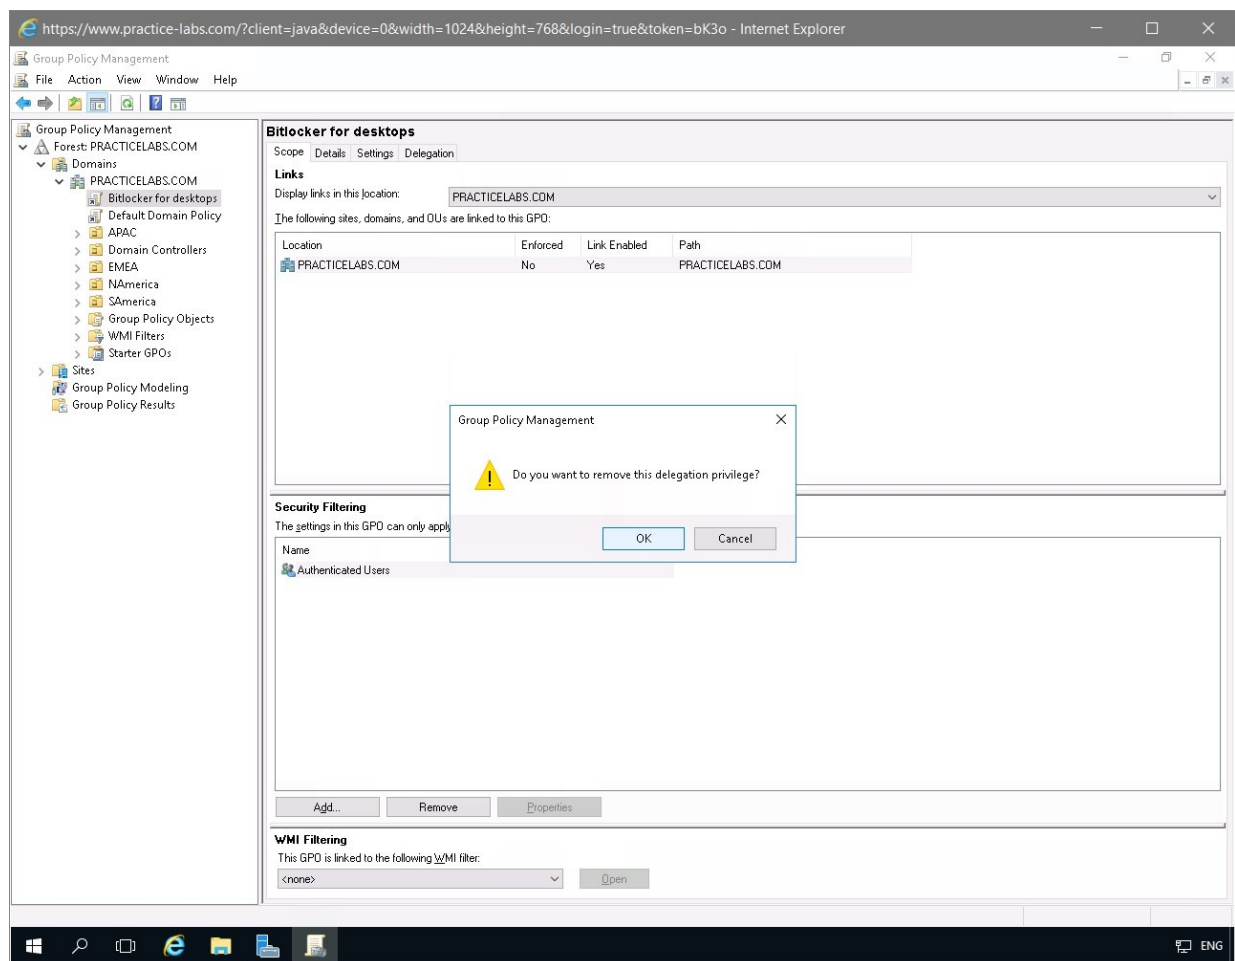 https://www.practice-labs.com/?client=java&device=0&width=1024&height=768&login=true&token=bK3o - Internet Explorer
Group Policy Management
File Action View Window Help
Group Policy Management
Forest: PRACTICELABS.COM
Domains
PRACTICELABS.COM
Bitlocker for desktops
Default Domain Policy
APAC
Domain Controllers
EMEA
NAmerica
SAmerica
Group Policy Objects
WMI Filters
Starter GPOs
Sites
Group Policy Modeling
Group Policy Results
Bitlocker for desktops
Scope Details Settings Delegation
Links
Display links in this location: PRACTICELABS.COM
The following sites, domains, and OUs are linked to this GPO:
Location Enforced Link Enabled Path
PRACTICELABS.COM No Yes PRACTICELABS.COM
Group Policy Management
Do you want to remove this delegation privilege?
OK Cancel
Security Filtering
The settings in this GPO can only apply
Name
Authenticated Users
Add... Remove Properties
WMI Filtering
This GPO is linked to the following WMI filter:
<none> Open
ENG